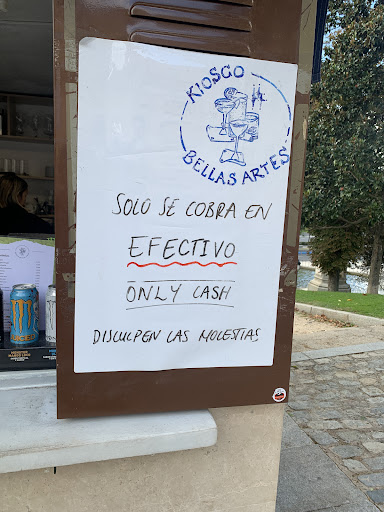 KIOSCO
BELLAS ARTES
SOLO SE COBRA EN
EFECTIVO
ONLY CASH
DISCULPEN LAS MOLESTIAS